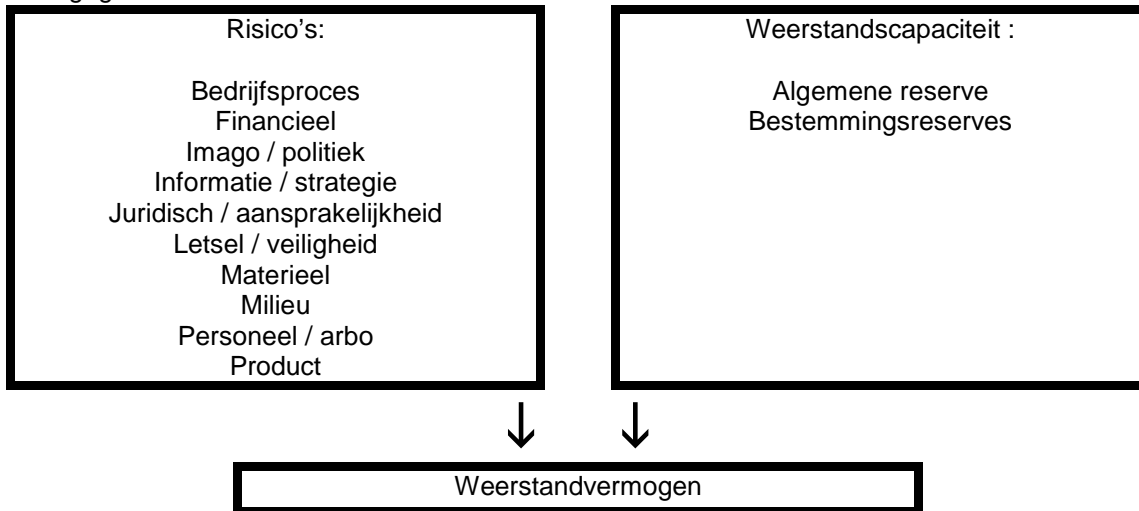 Risico's:
Bedrijfsproces
Financieel
Imago / politiek
Informatie / strategie
Juridisch / aansprakelijkheid
Letsel / veiligheid
Materieel
Milieu
Personeel / arbo
Product
Weerstandscapaciteit :
Algemene reserve
Bestemmingsreserves
↓ ↓
Weerstandvermogen